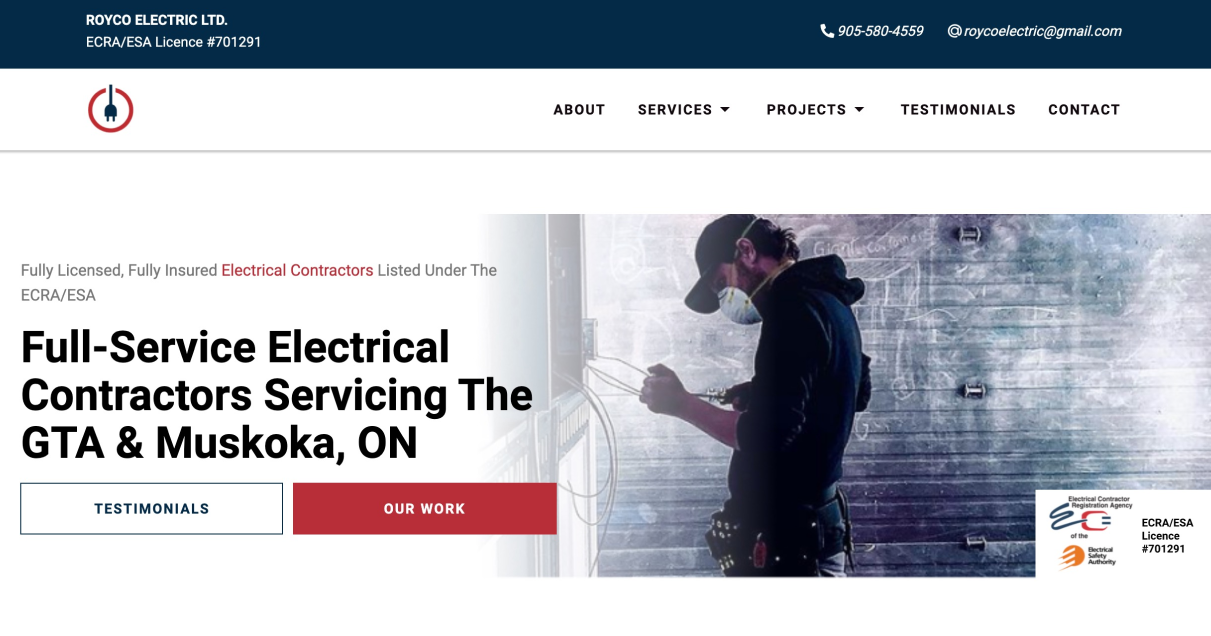 ROYCO ELECTRIC LTD.
ECRA/ESA Licence #701291
905-580-4559
roycoelectric@gmail.com
ABOUT
SERVICES
PROJECTS
TESTIMONIALS
CONTACT
Fully Licensed, Fully Insured Electrical Contractors Listed Under The
ECRA/ESA
Full-Service Electrical
Contractors Servicing The
GTA & Muskoka, ON
TESTIMONIALS
OUR WORK
Electrical Contractor
Registration Agency
of the
Electrical
Safety
Authority
ECRA/ESA
Licence
#701291